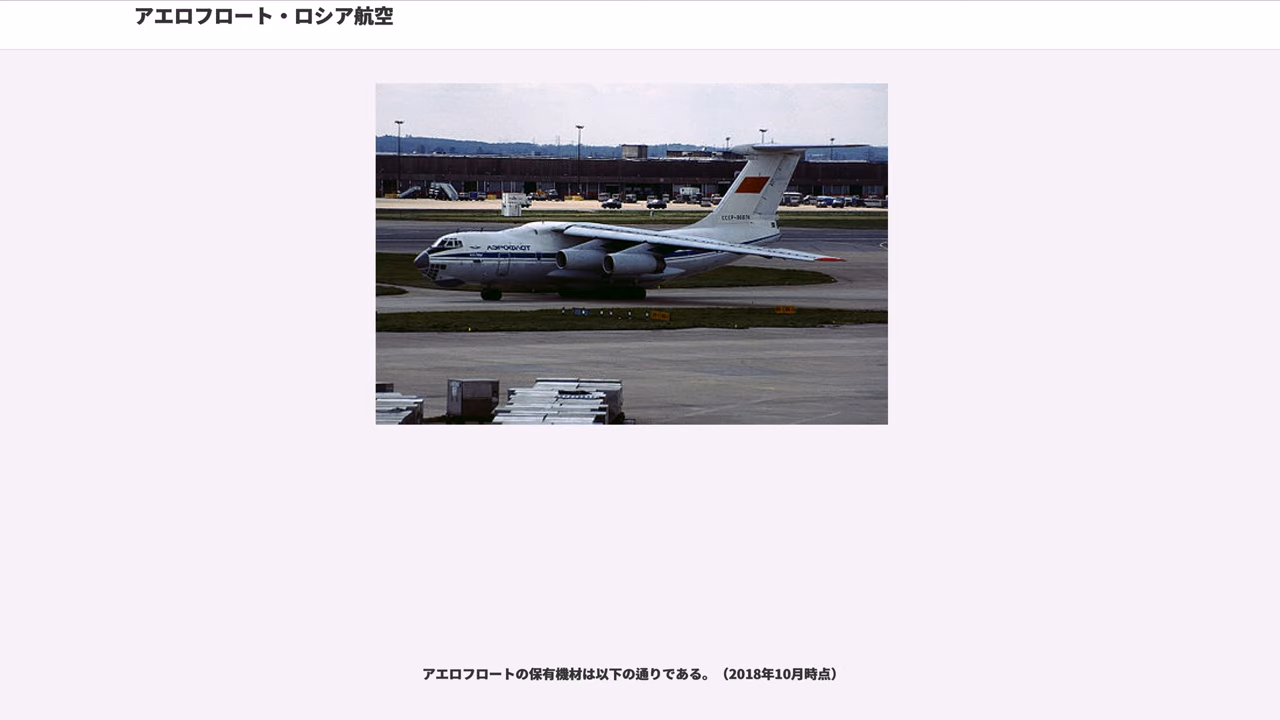 アエロフロート・ロシア航空
АЭРОФЛОТ
アエロフロートの保有機材は以下の通りである。（2018年10月時点）